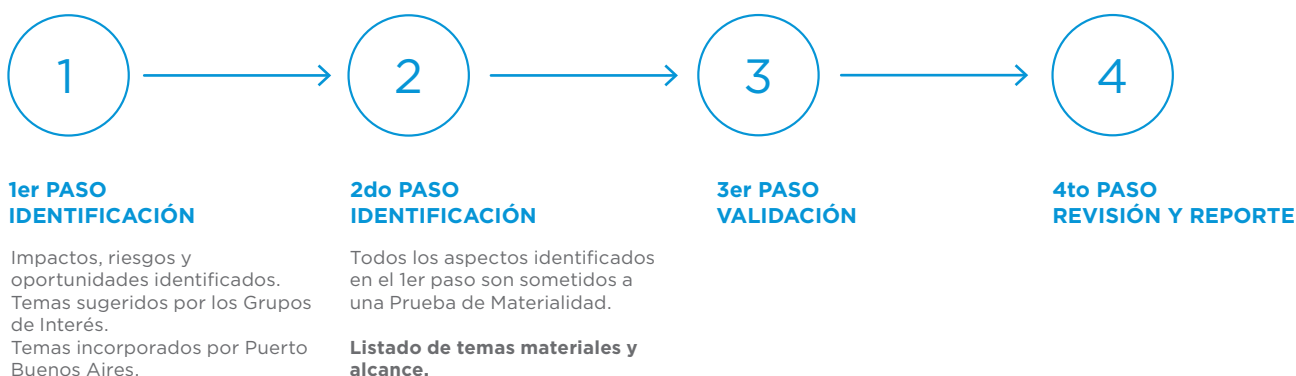 1
2
3
4
1er PASO
IDENTIFICACIÓN
Impactos, riesgos y
oportunidades identificados.
Temas sugeridos por los Grupos
de Interés.
Temas incorporados por Puerto
Buenos Aires.
2do PASO
IDENTIFICACIÓN
Todos los aspectos identificados
en el 1er paso son sometidos a
una Prueba de Materialidad.
Listado de temas materiales y
alcance.
3er PASO
VALIDACIÓN
4to PASO
REVISIÓN Y REPORTE